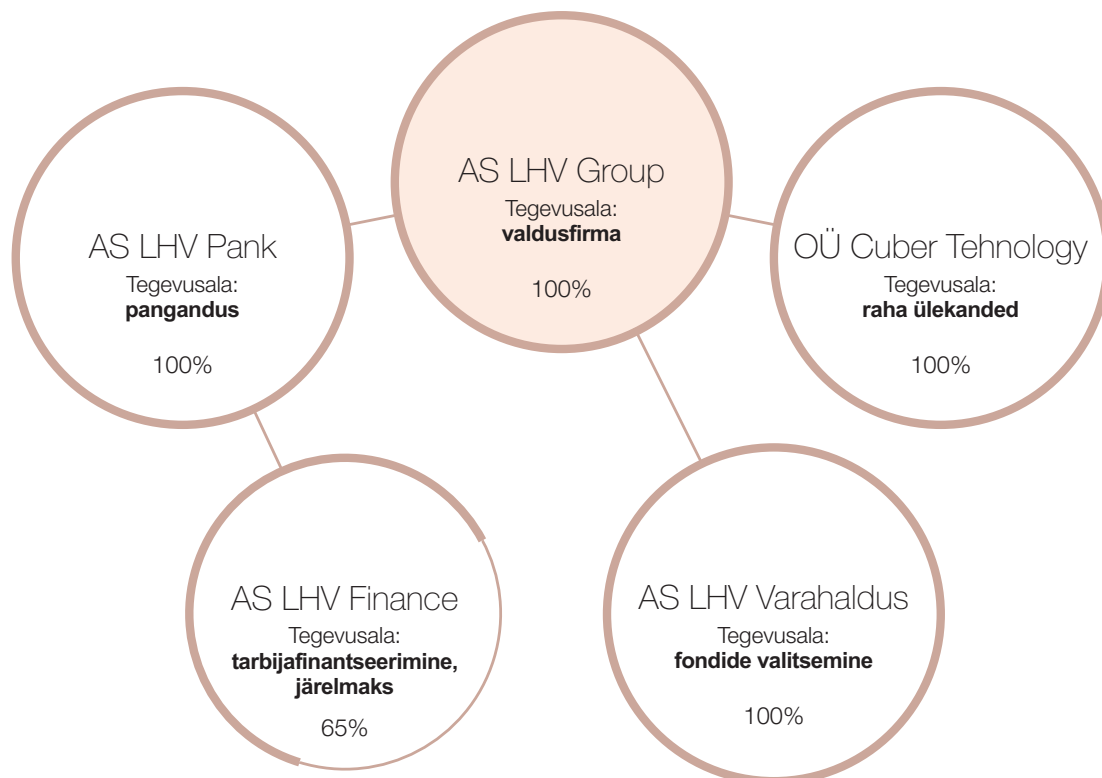 AS LHV Group
Tegevusala:
valdusfirma
100%
AS LHV Pank
Tegevusala:
pangandus
100%
OÜ Cuber Tehnology
Tegevusala:
raha ülekanded
100%
AS LHV Finance
Tegevusala:
tarbijafinantseerimine,
järelmaks
65%
AS LHV Varahaldus
Tegevusala:
fondide valitsemine
100%